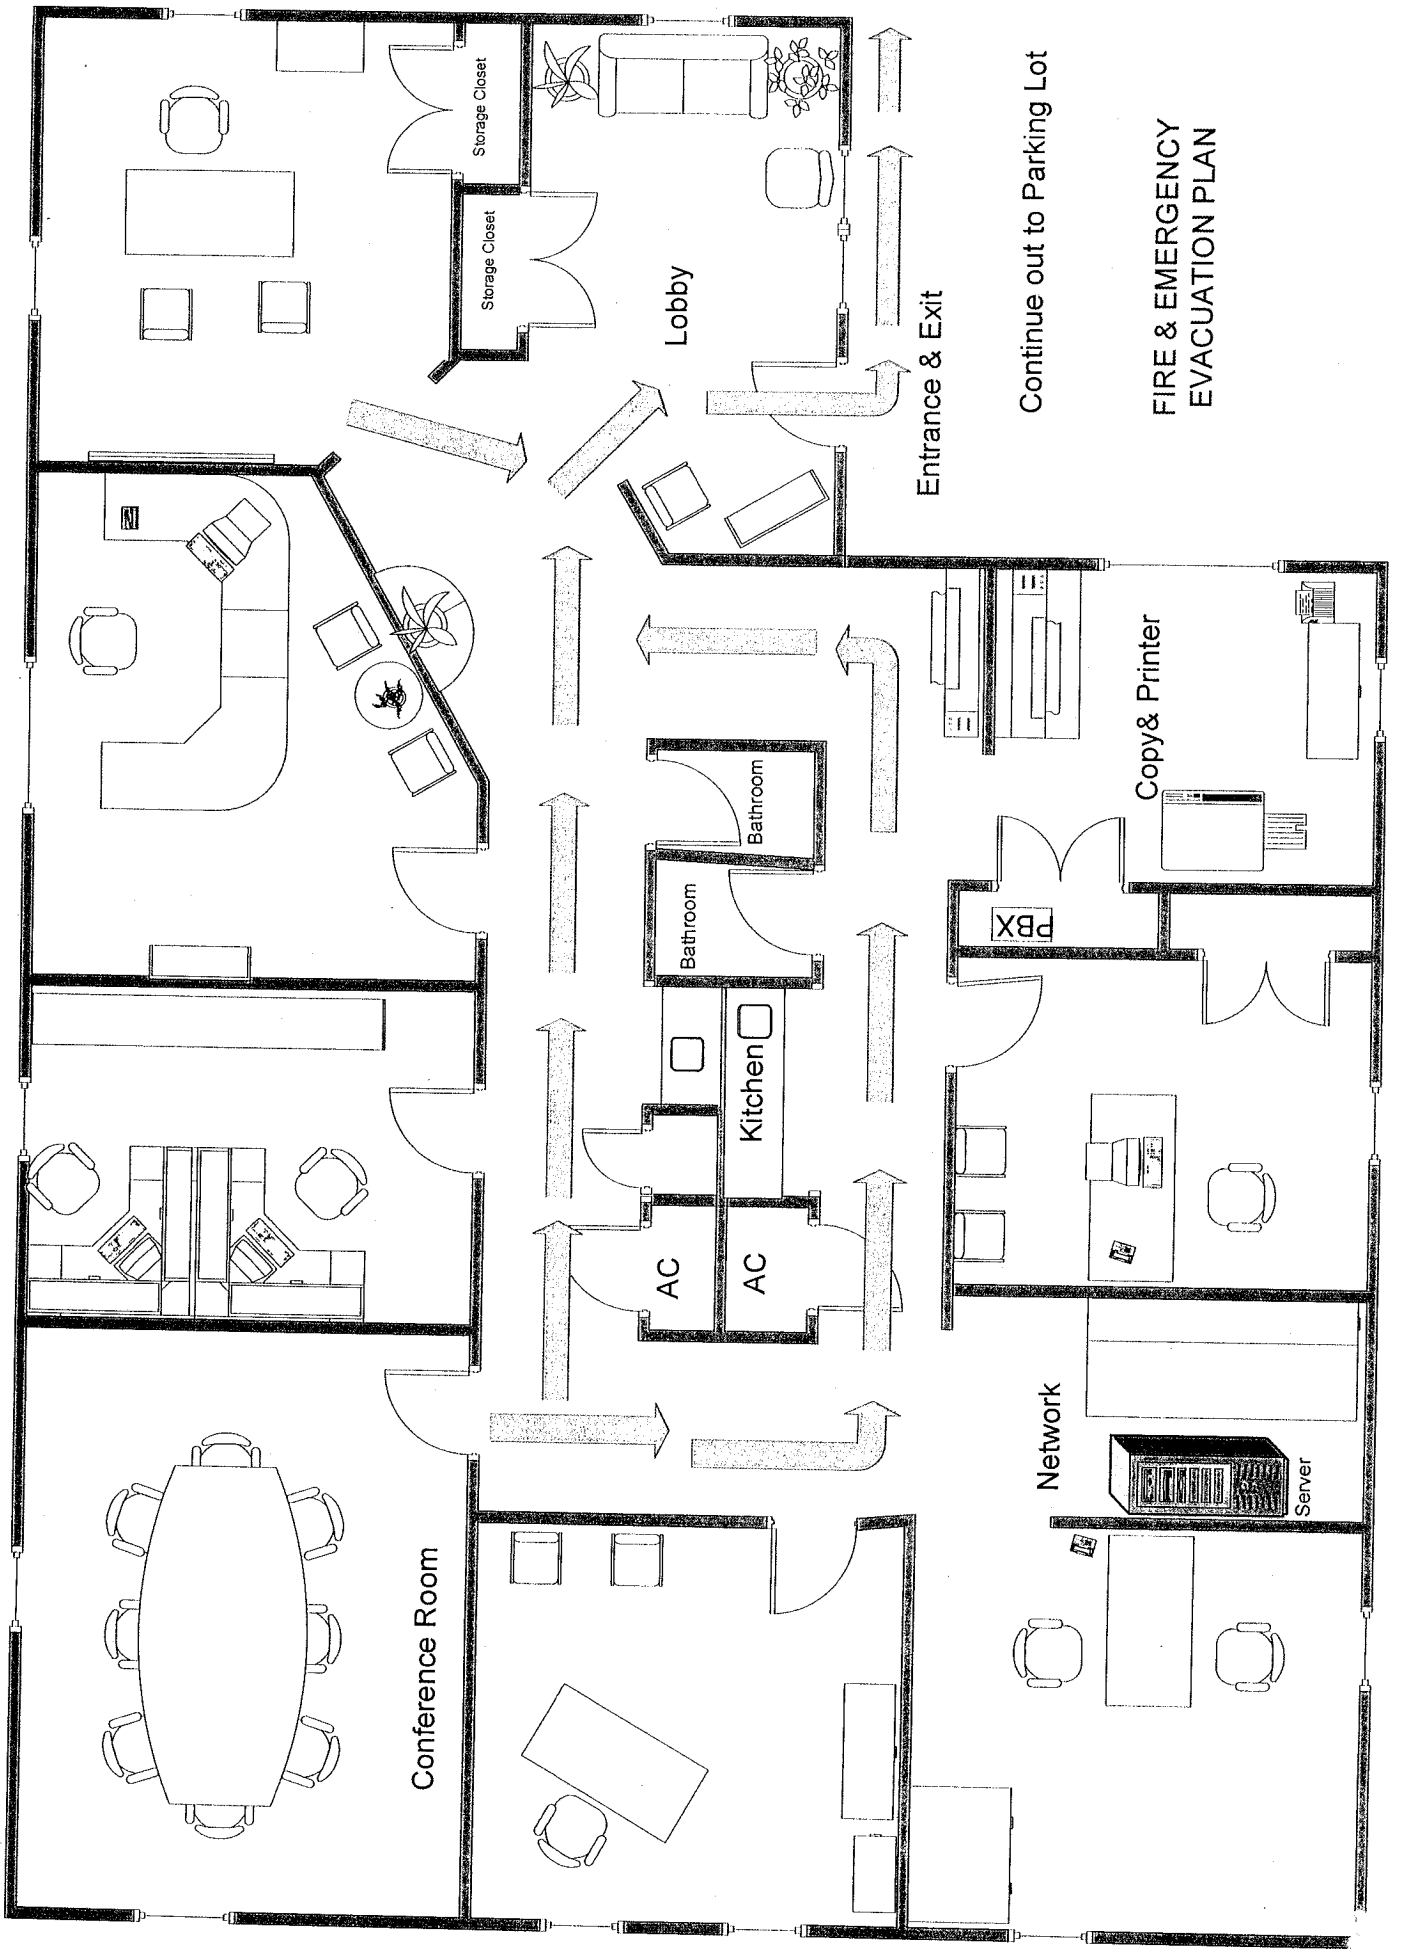 Storage Closet
Storage Closet
Lobby
Entrance & Exit
Continue out to Parking Lot
FIRE & EMERGENCY
EVACUATION PLAN
Copy& Printer
Bathroom
Bathroom
PBX
Kitchen
AC
AC
Network
Server
Conference Room